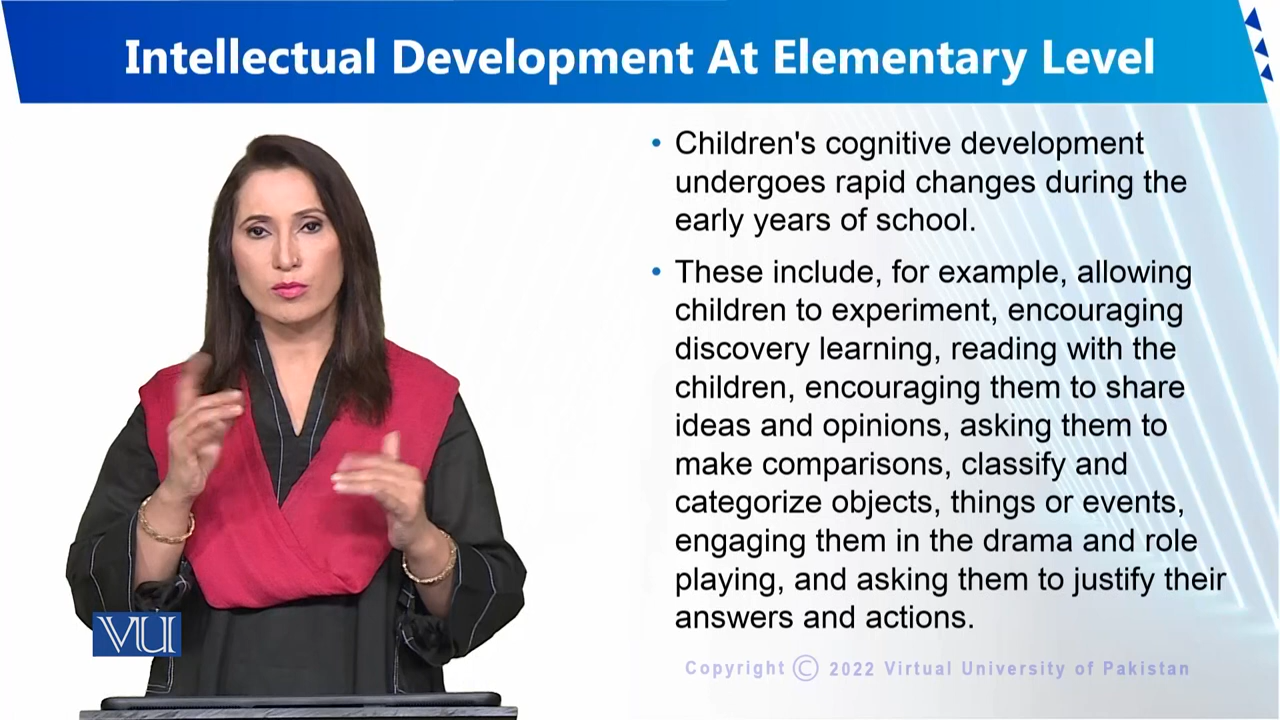 Intellectual Development At Elementary Level
• Children's cognitive development
undergoes rapid changes during the
early years of school.
• These include, for example, allowing
children to experiment, encouraging
discovery learning, reading with the
children, encouraging them to share
ideas and opinions, asking them to
make comparisons, classify and
categorize objects, things or events,
engaging them in the drama and role
playing, and asking them to justify their
answers and actions.
VU
Copyright © 2022 Virtual University of Pakistan